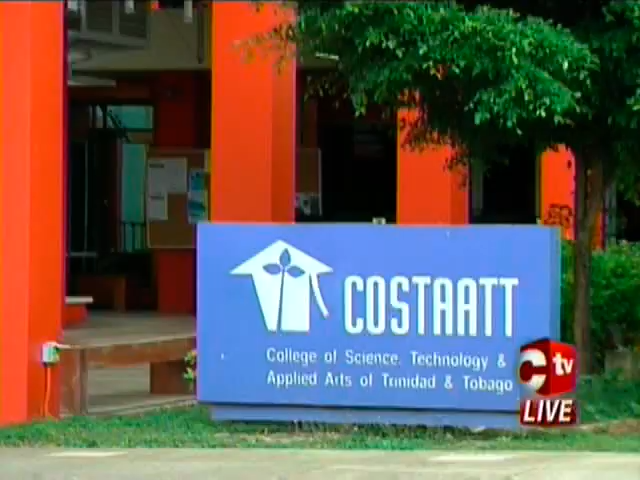 COSTAATT
College of Science, Technology &
Applied Arts of Trinidad & Tobago
C tv
LIVE